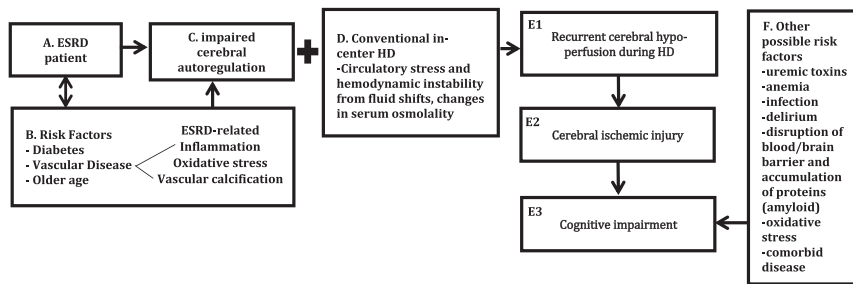 A. ESRD
patient
C. impaired
cerebral
autoregulation
D. Conventional in-
center HD
-Circulatory stress and
hemodynamic instability
from fluid shifts, changes
in serum osmolality
E1
Recurrent cerebral hypo-
perfusion during HD
E2
Cerebral ischemic injury
E3
Cognitive impairment
B. Risk Factors
- Diabetes
- Vascular Disease
- Older age
ESRD-related
Inflammation
Oxidative stress
Vascular calcification
F. Other
possible risk
factors
-uremic toxins
-anemia
-infection
-delirium
-disruption of
blood/brain
barrier and
accumulation
of proteins
(amyloid)
-oxidative
stress
-comorbid
disease